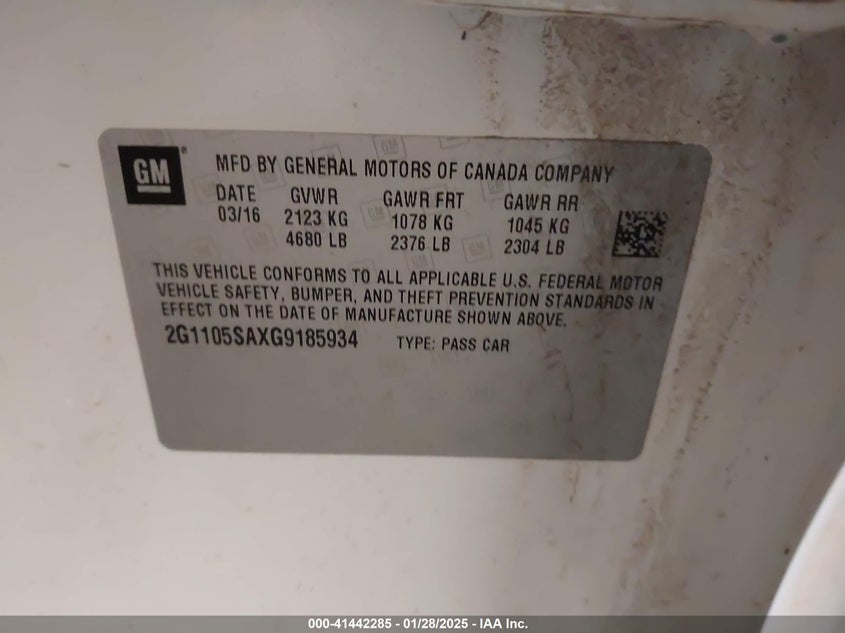 GM ®
MFD BY GENERAL MOTORS OF CANADA COMPANY
DATE GVWR GAWR FRT GAWR RR
03/16 2123 KG 1078 KG 1045 KG
4680 LB 2376 LB 2304 LB
THIS VEHICLE CONFORMS TO ALL APPLICABLE U.S. FEDERAL MOTOR
VEHICLE SAFETY, BUMPER, AND THEFT PREVENTION STANDARDS IN
EFFECT ON THE DATE OF MANUFACTURE SHOWN ABOVE.
2G1105SAXG9185934 TYPE: PASS CAR
000-41442285 - 01/28/2025 - IAA Inc.